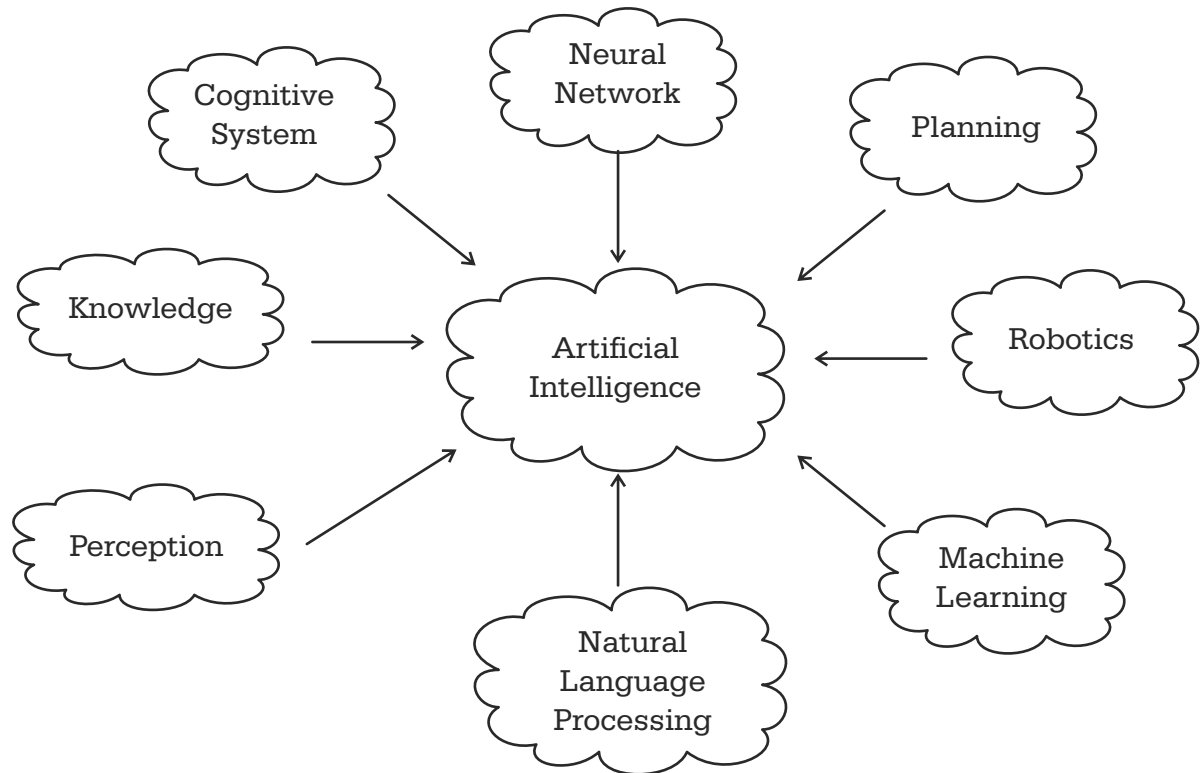 Neural
Network
Cognitive
System
Planning
Knowledge
Robotics
Artificial
Intelligence
Perception
Machine
Learning
Natural
Language
Processing